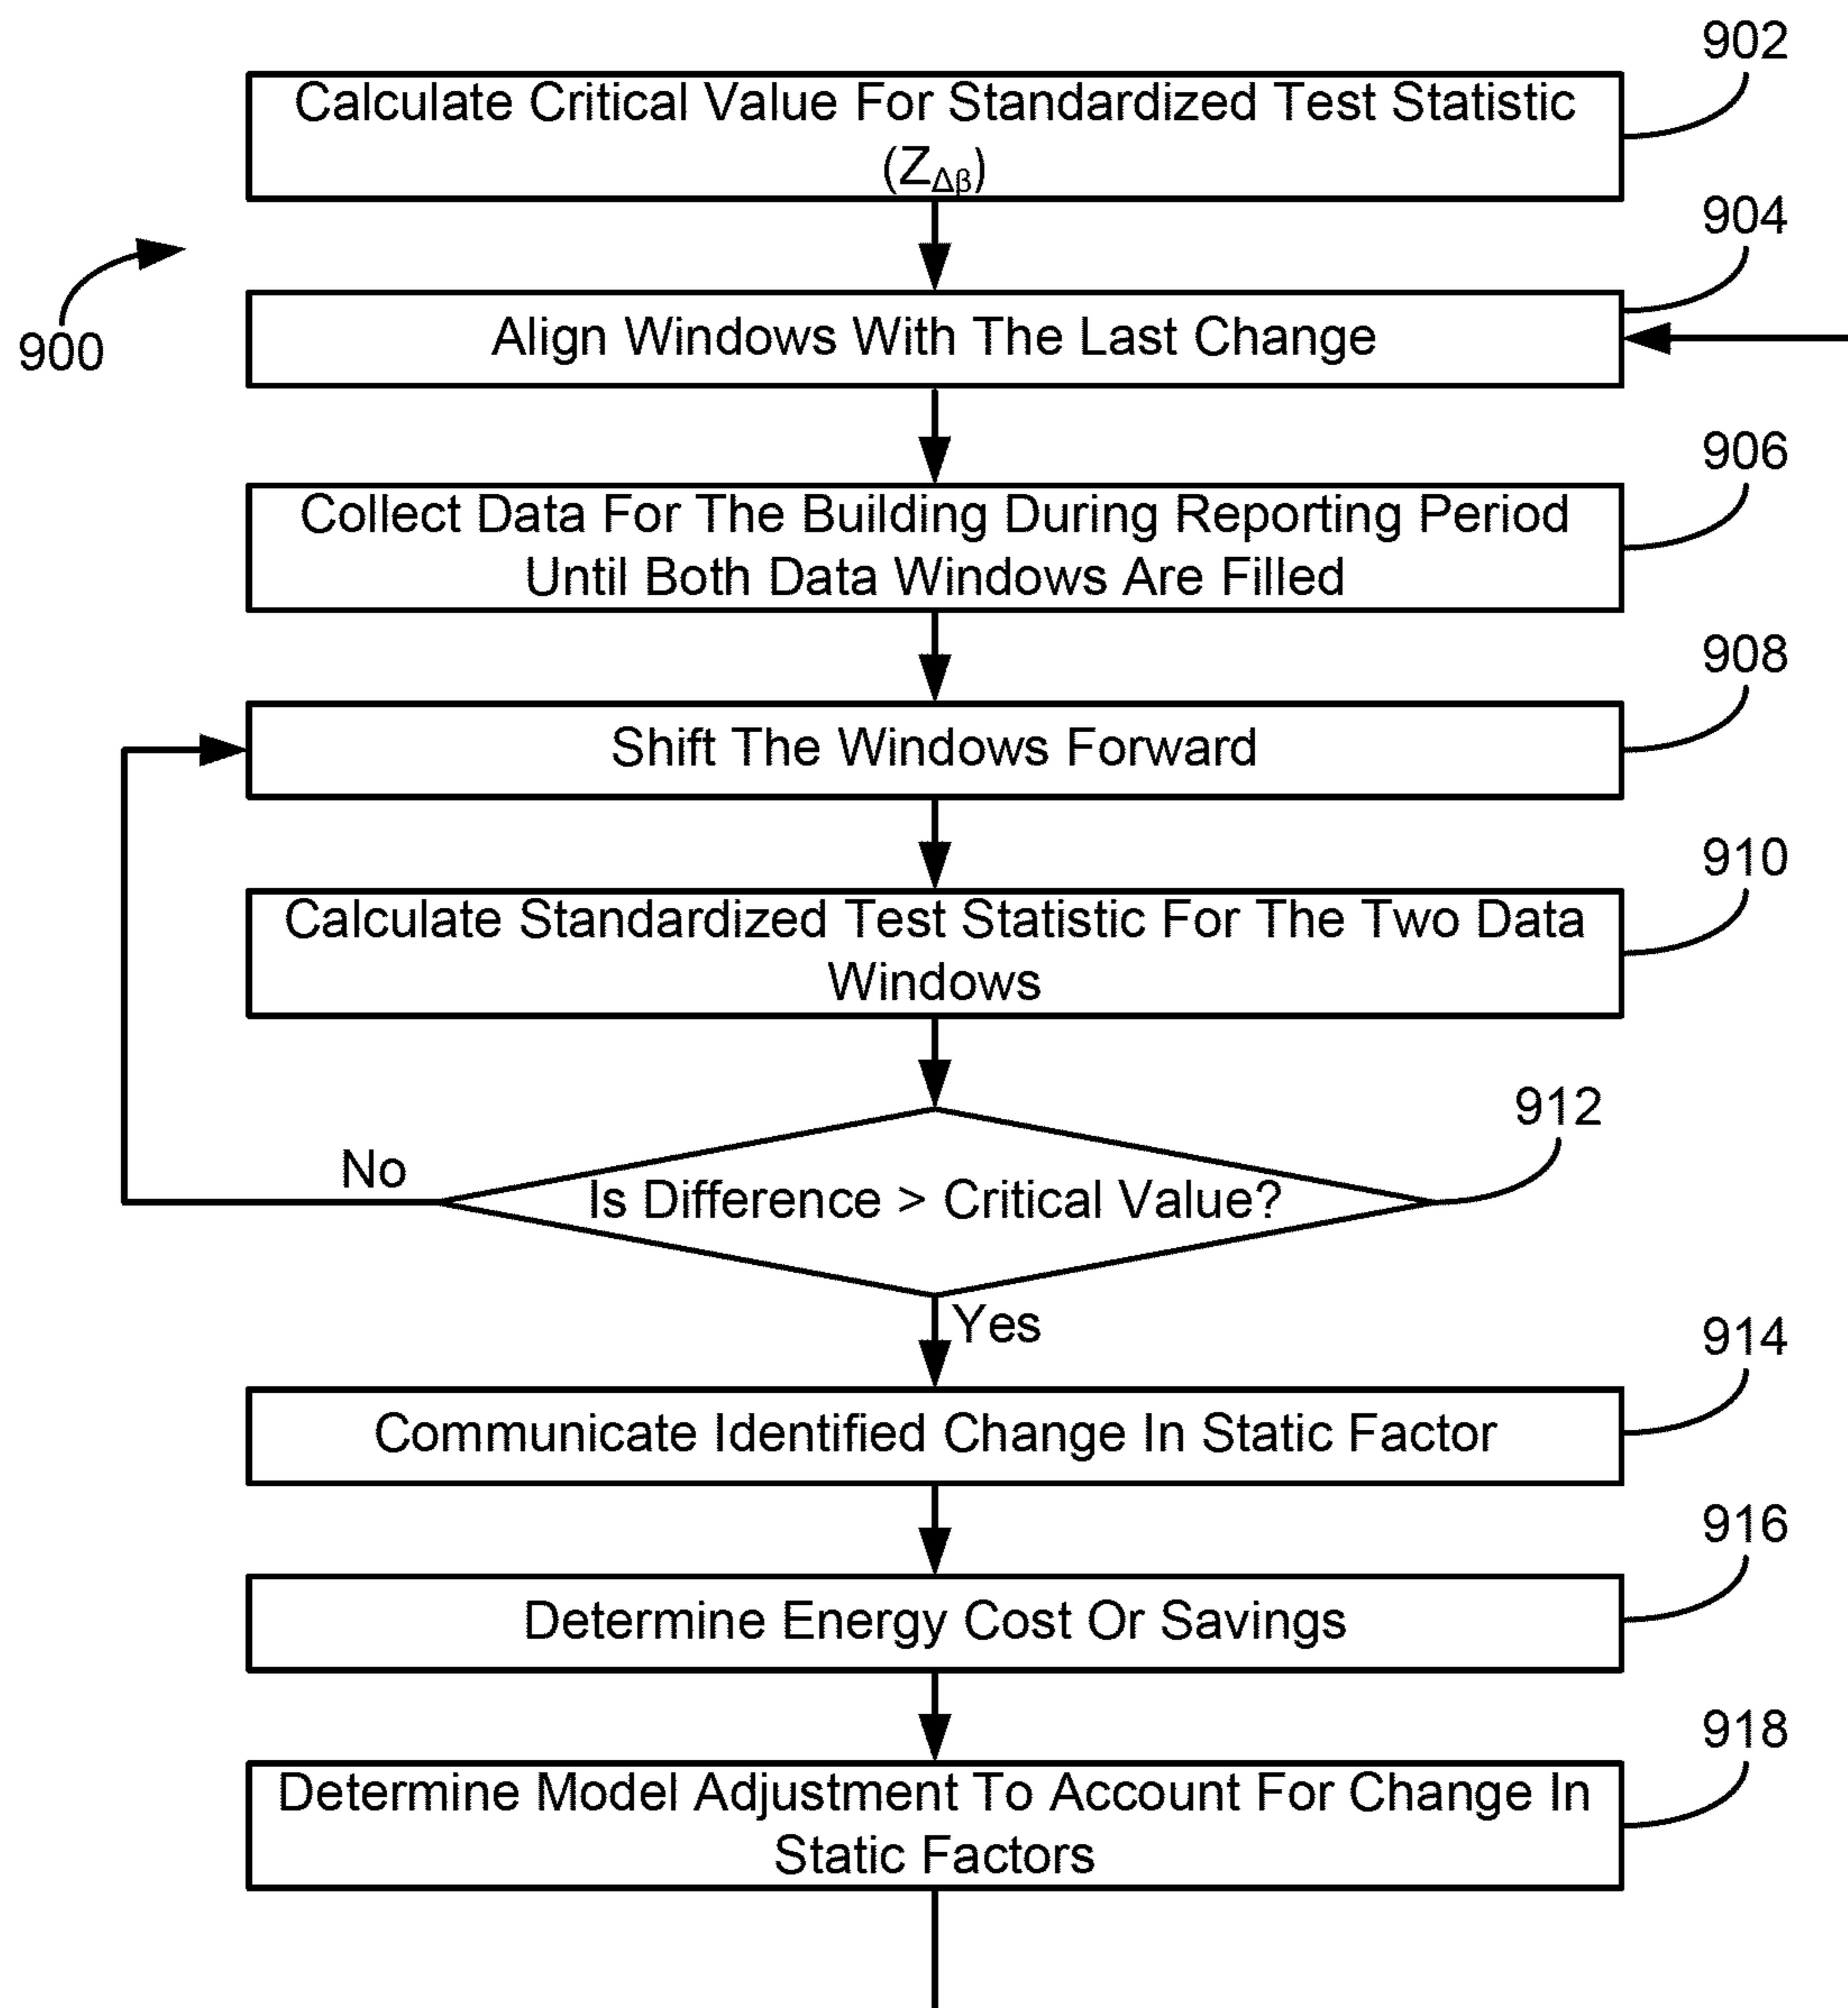 902
Calculate Critical Value For Standardized Test Statistic
(ZΔβ)
904
900
Align Windows With The Last Change
906
Collect Data For The Building During Reporting Period
Until Both Data Windows Are Filled
908
Shift The Windows Forward
910
Calculate Standardized Test Statistic For The Two Data
Windows
912
No
Is Difference > Critical Value?
Yes
914
Communicate Identified Change In Static Factor
916
Determine Energy Cost Or Savings
918
Determine Model Adjustment To Account For Change In
Static Factors